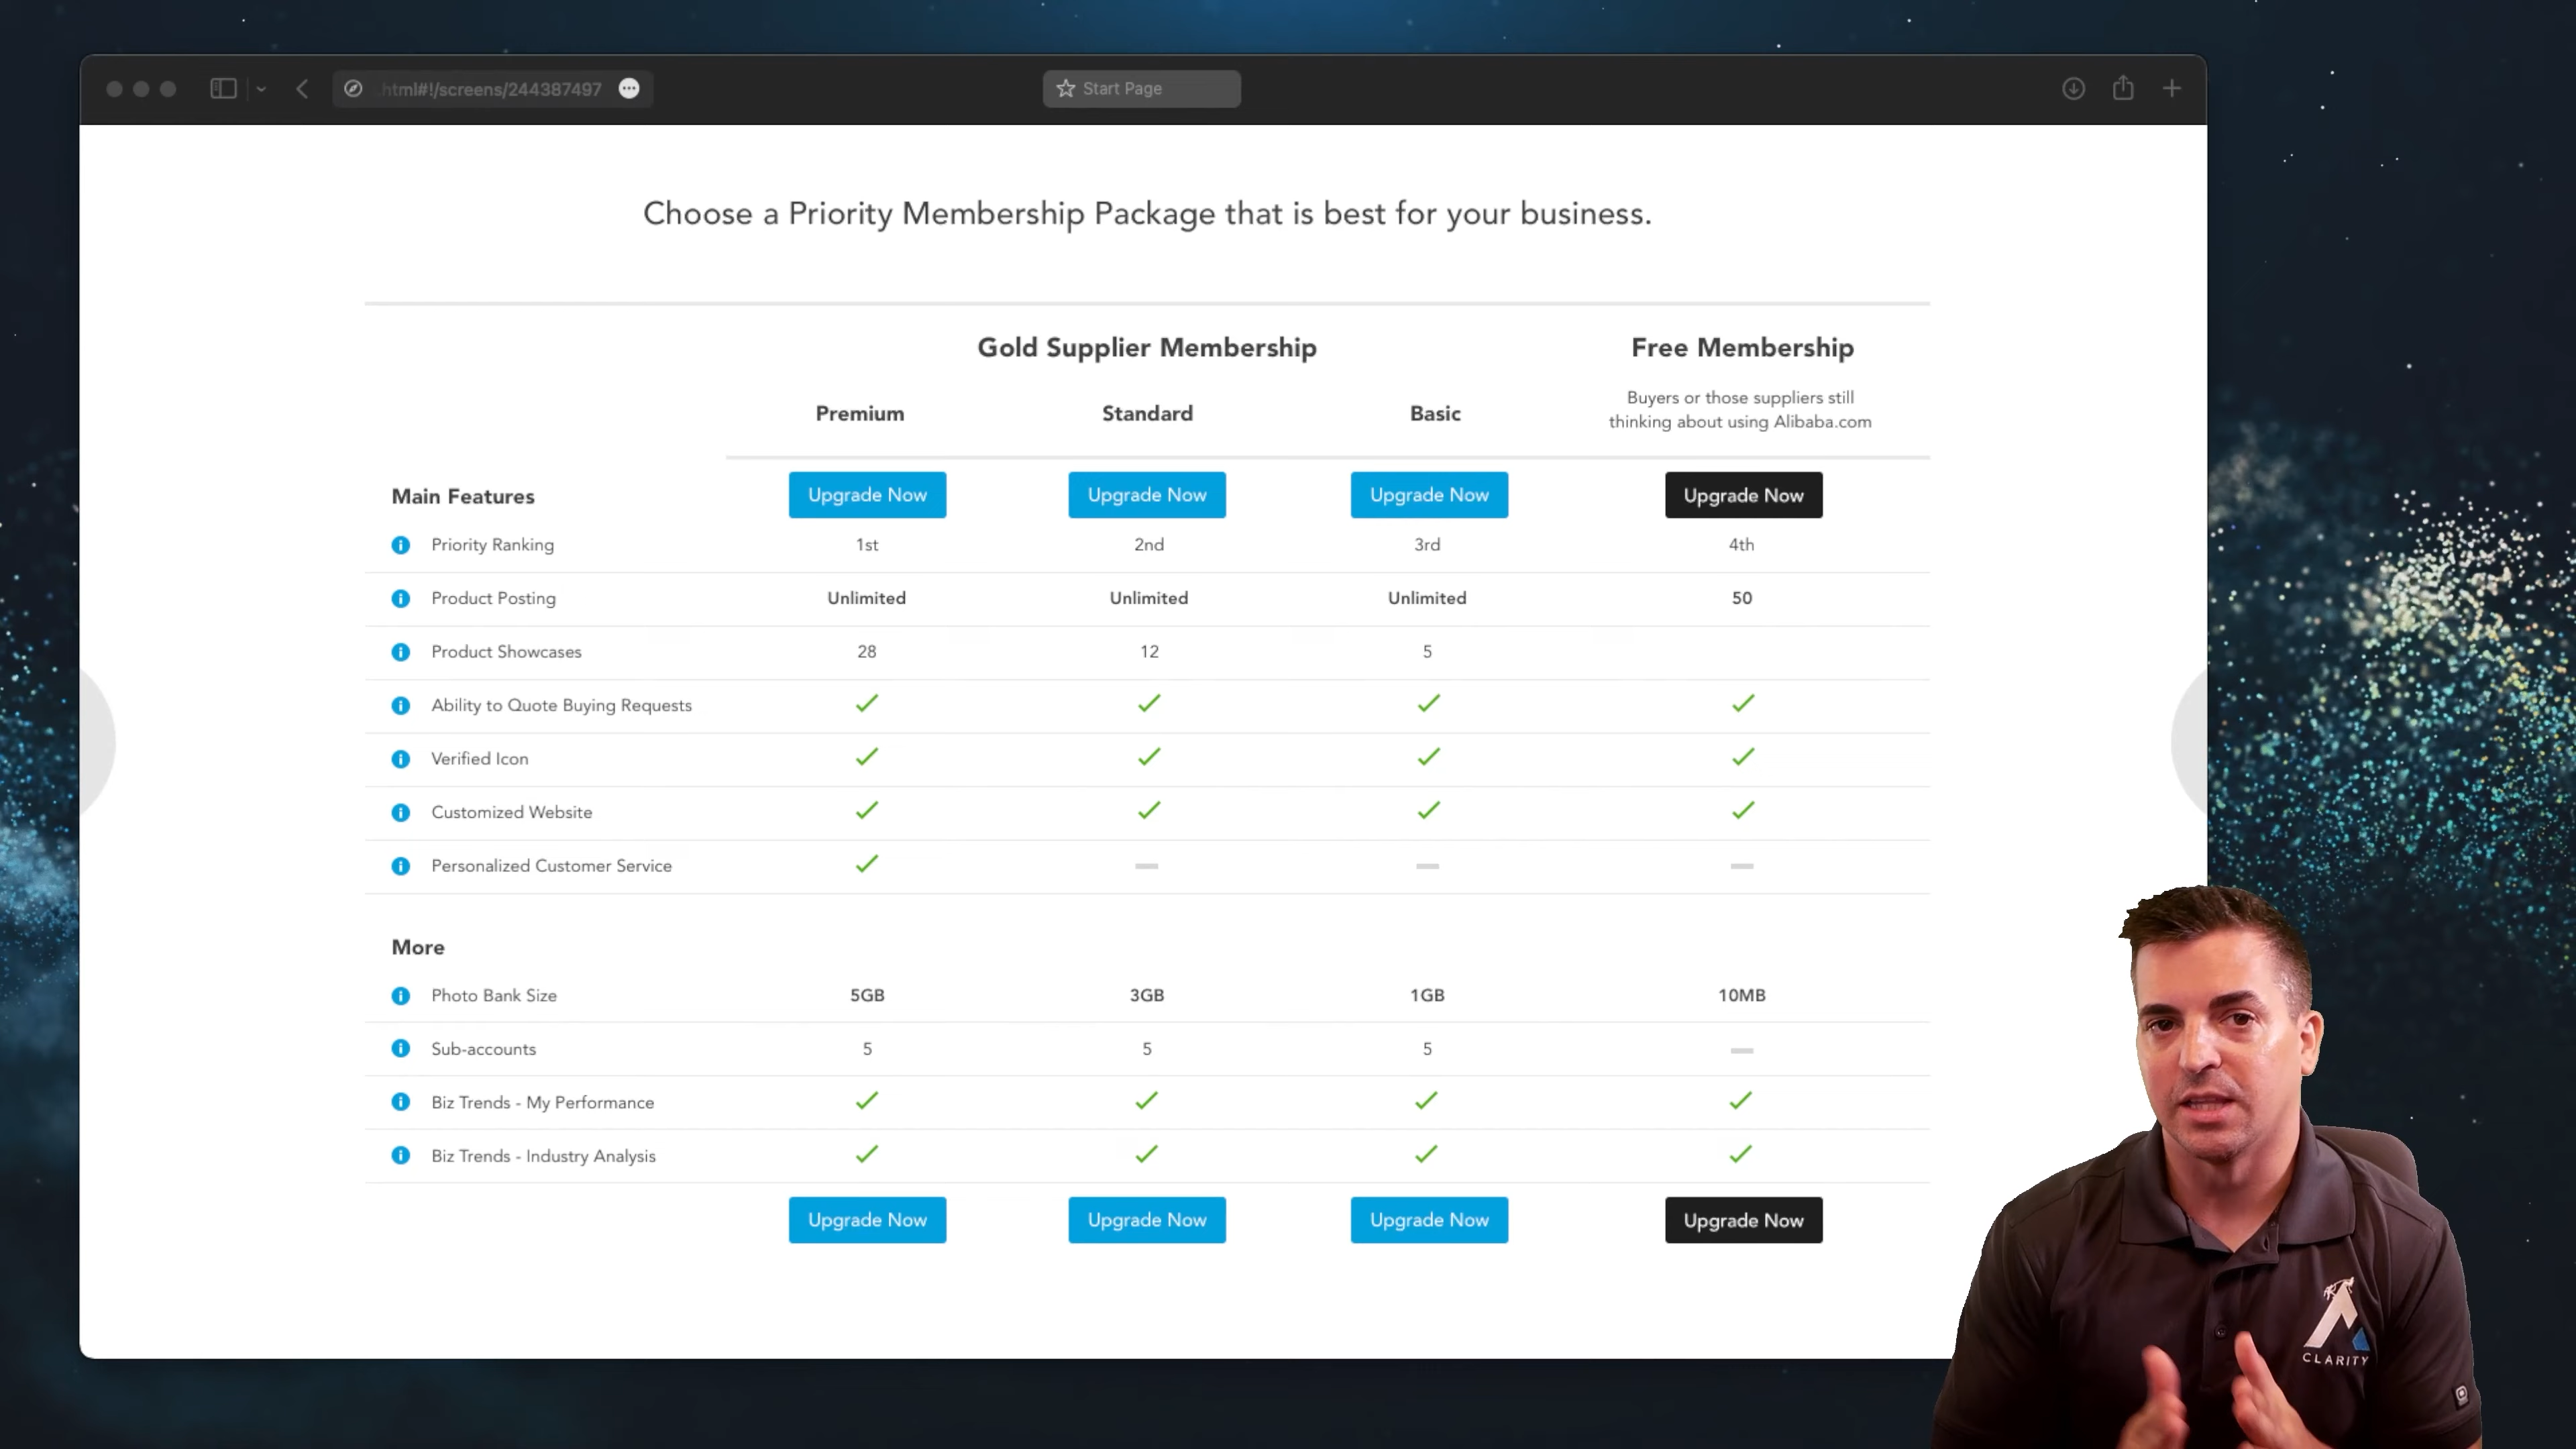 .html#!/screens/244387497
Start Page
Choose a Priority Membership Package that is best for your business.
Gold Supplier Membership
Free Membership
Premium
Standard
Basic
Buyers or those suppliers still
thinking about using Alibaba.com
Main Features
Upgrade Now
Upgrade Now
Upgrade Now
Upgrade Now
Priority Ranking 1st 2nd 3rd 4th
Product Posting Unlimited Unlimited Unlimited 50
Product Showcases 28 12 5
Ability to Quote Buying Requests
Verified Icon
Customized Website
Personalized Customer Service
More
Photo Bank Size 5GB 3GB 1GB 10MB
Sub-accounts 5 5 5
Biz Trends - My Performance
Biz Trends - Industry Analysis
Upgrade Now
Upgrade Now
Upgrade Now
Upgrade Now
CLARITY